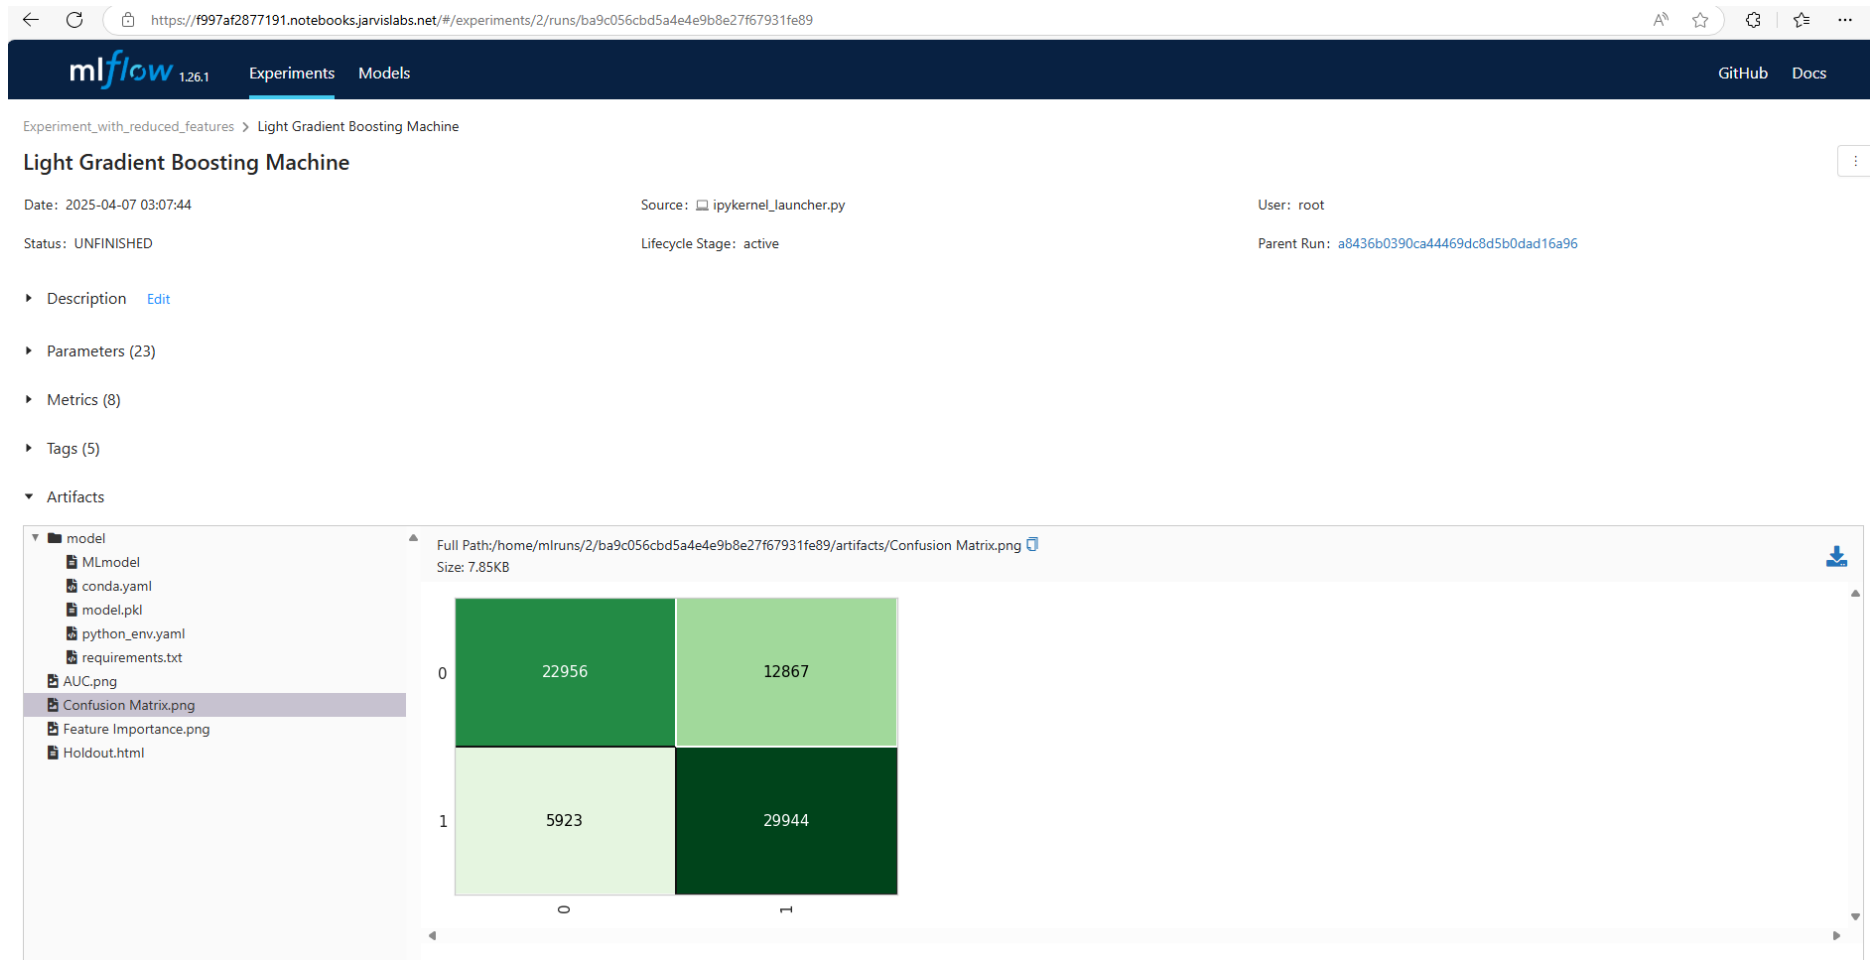 https://f997af2877191.notebooks.jarvislabs.net/#/experiments/2/runs/ba9c056cbd5a4e4e9b8e27f67931fe89
mlflow 1.26.1 Experiments Models GitHub Docs
Experiment_with_reduced_features > Light Gradient Boosting Machine
Light Gradient Boosting Machine
Date: 2025-04-07 03:07:44 Source: ipykernel_launcher.py User: root
Status: UNFINISHED Lifecycle Stage: active Parent Run: a8436b0390ca44469dc8d5b0dad16a96
Description Edit
Parameters (23)
Metrics (8)
Tags (5)
Artifacts
model
MLmodel
conda.yaml
model.pkl
python_env.yaml
requirements.txt
AUC.png
Confusion Matrix.png
Feature Importance.png
Holdout.html
Full Path:/home/mlruns/2/ba9c056cbd5a4e4e9b8e27f67931fe89/artifacts/Confusion Matrix.png
Size: 7.85KB
0 22956 12867
1 5923 29944
0 1